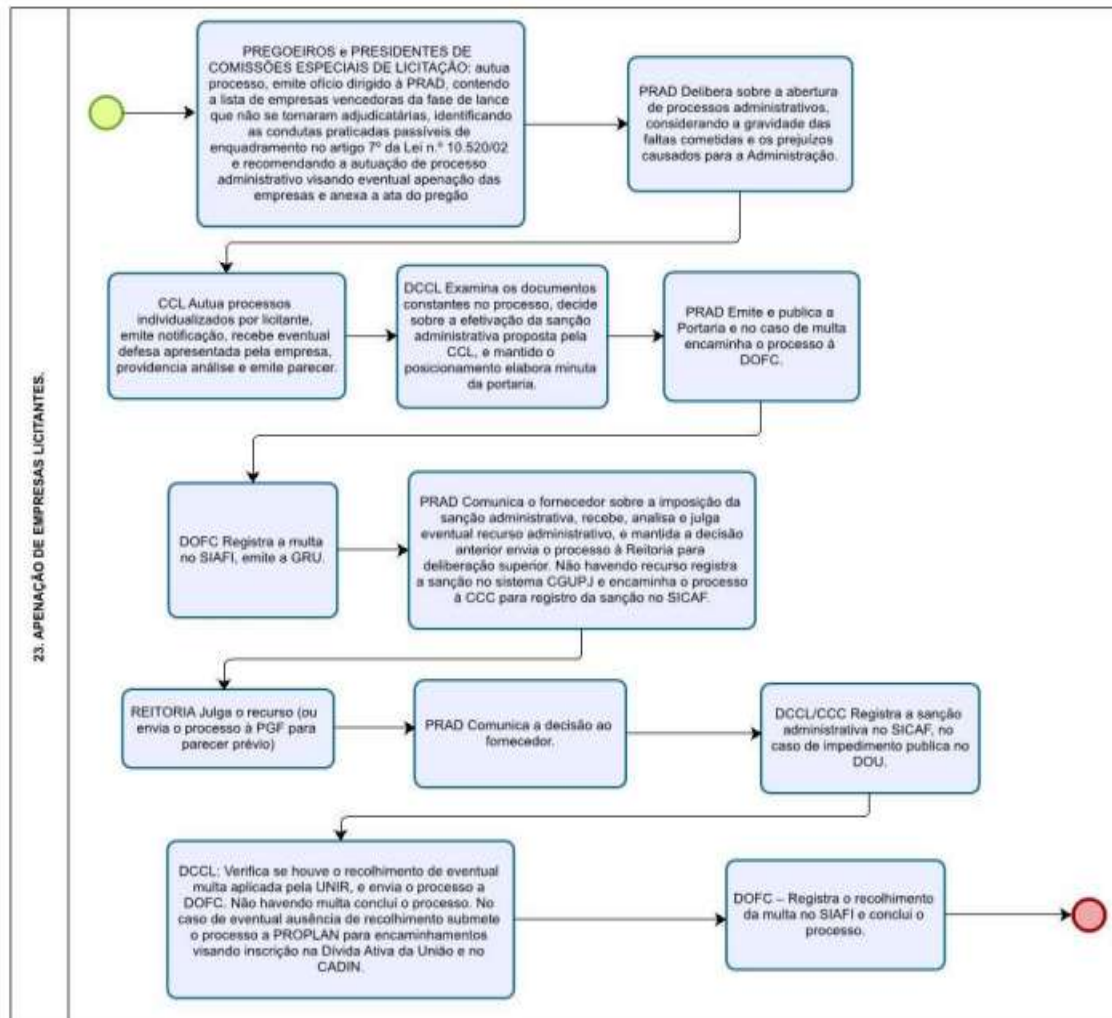 23. APENAÇÃO DE EMPRESAS LICITANTES.
PREGOEIROS e PRESIDENTES DE
COMISSÕES ESPECIAIS DE LICITAÇÃO: autua
processo, emite ofício dirigido à PRAD, contendo
a lista de empresas vencedoras da fase de lance
que não se tornaram adjudicatárias, identificando
as condutas praticadas passíveis de
enquadramento no artigo 7º da Lei n.º 10.520/02
e recomendando a autuação de processo
administrativo visando eventual apenação das
empresas e anexa a ata do pregão
PRAD Delibera sobre a abertura
de processos administrativos,
considerando a gravidade das
faltas cometidas e os prejuízos
causados para a Administração.
CCL Autua processos
individualizados por licitante,
emite notificação, recebe eventual
defesa apresentada pela empresa,
providencia análise e emite parecer.
DCCL Examina os documentos
constantes no processo, decide
sobre a efetivação da sanção
administrativa proposta pela
CCL, e mantido o
posicionamento elabora minuta
da portaria.
PRAD Emite e publica a
Portaria e no caso de multa
encaminha o processo à
DOFC.
DOFC Registra a multa
no SIAFI, emite a GRU.
PRAD Comunica o fornecedor sobre a imposição da
sanção administrativa, recebe, analisa e julga
eventual recurso administrativo, e mantida a decisão
anterior envia o processo à Reitoria para
deliberação superior. Não havendo recurso registra
a sanção no sistema CGUPJ e encaminha o processo
à CCC para registro da sanção no SICAF.
REITORIA Julga o recurso (ou
envia o processo à PGF para
parecer prévio)
PRAD Comunica a decisão ao
fornecedor.
DCCL/CCC Registra a sanção
administrativa no SICAF, no
caso de impedimento publica no
DOU.
DCCL: Verifica se houve o recolhimento de eventual
multa aplicada pela UNIR, e envia o processo a
DOFC. Não havendo multa conclui o processo. No
caso de eventual ausência de recolhimento submete
o processo a PROPLAN para encaminhamentos
visando inscrição na Dívida Ativa da União e no
CADIN.
DOFC – Registra o recolhimento
da multa no SIAFI e conclui o
processo.